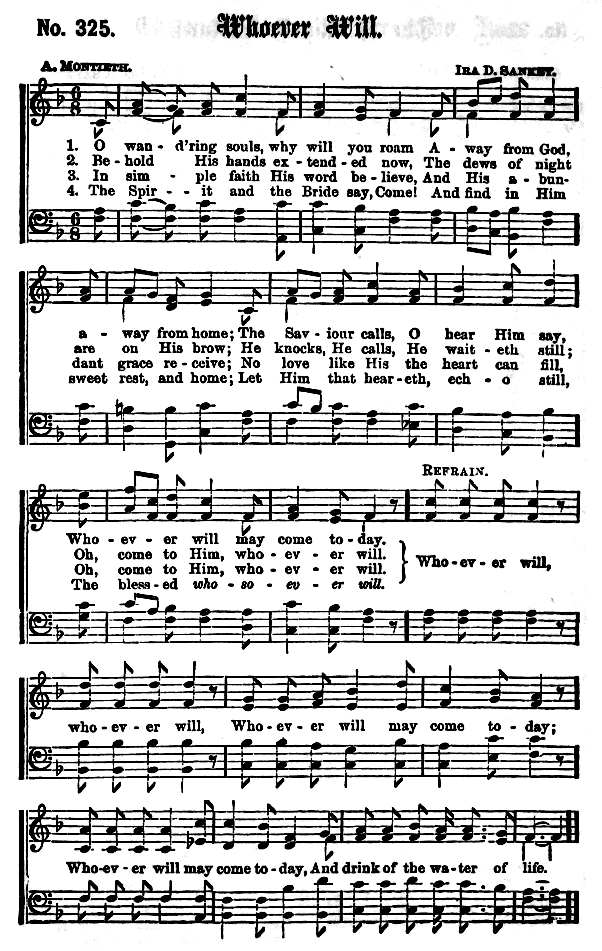 No. 325. Whoever Will.
A. MONTIETH. IRA D. SANKEY.
1. O wan - d'ring souls, why will you roam A - way from God,
2. Be - hold His hands ex - tend - ed now, The dews of night
3. In sim - ple faith His word be - lieve, And His a - bun-
4. The Spir - - it and the Bride say, Come! And find in Him
a - way from home; The Sav - iour calls, O hear Him say,
are on His brow; He knocks, He calls, He wait - eth still;
dant grace re - ceive; No love like His the heart can fill,
sweet rest, and home; Let Him that hear - eth, ech - o still,
REFRAIN.
Who - ev - er will may come to - day.
Oh, come to Him, who - ev - er will.
Oh, come to Him, who - ev - er will.
The bless - ed who - so - ev - er will.
Who - ev - er will,
who - ev - er will, Who - ev - er will may come to - day;
Who - ev - er will may come to - day, And drink of the wa - ter of life.